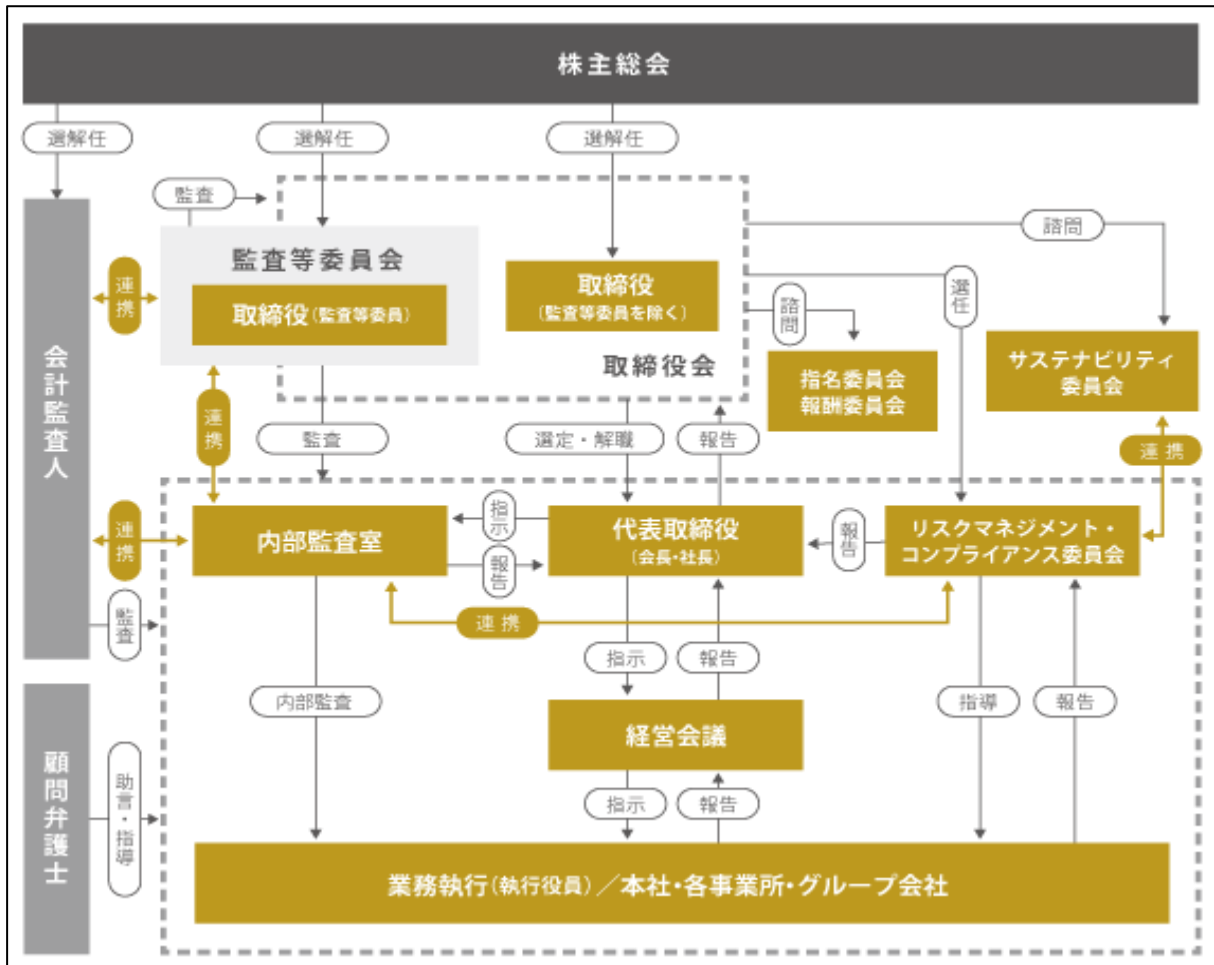 株主総会
選解任
選解任
選解任
監査
諮問
監査等委員会
取締役(監査等委員)
取締役
(監査等委員を除く)
取締役会
連携
選任
諮問
指名委員会
報酬委員会
サステナビリティ
委員会
会計監査人
連携
監査
選定・解職
報告
連携
連携
内部監査室
指示
報告
代表取締役
(会長・社長)
報告
リスクマネジメント・
コンプライアンス委員会
連携
監査
指示
報告
内部監査
指導
報告
経営会議
顧問弁護士
助言・指導
指示
報告
業務執行(執行役員)／本社・各事業所・グループ会社